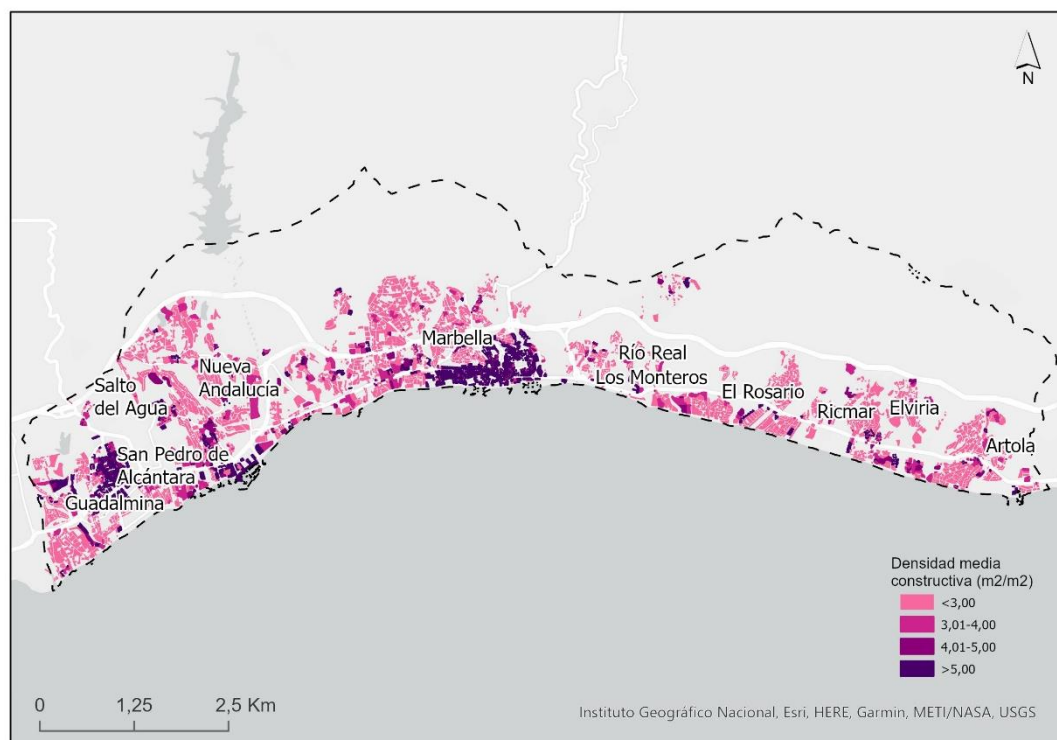 N
Marbella
Nueva
Andalucía
Salto
del Agua
Río Real
Los Monteros
El Rosario
Ricmar
Elviria
Artola
San Pedro de
Alcántara
Guadalmina
Densidad media
constructiva (m2/m2)
<3,00
3,01-4,00
4,01-5,00
>5,00
0 1,25 2,5 Km
Instituto Geográfico Nacional, Esri, HERE, Garmin, METI/NASA, USGS